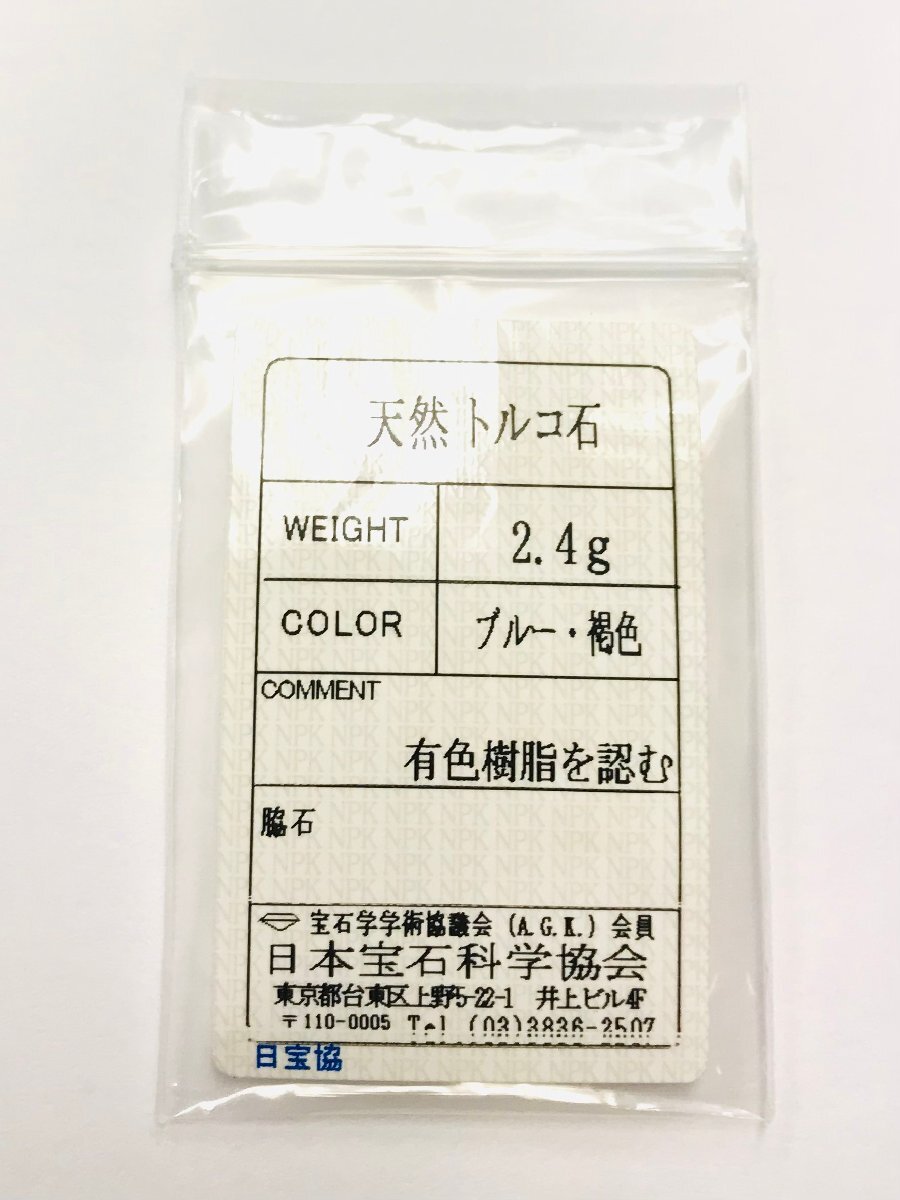 天然 トルコ石
WEIGHT 2.4g
COLOR ブルー・褐色
COMMENT
有色樹脂を認む
脇石
宝石学学術協議会 (A.G.K.) 会員
日本宝石科学協会
東京都台東区上野5-22-1 井上ビル4F
〒110-0005 Tel (03)3836-2507
日宝協